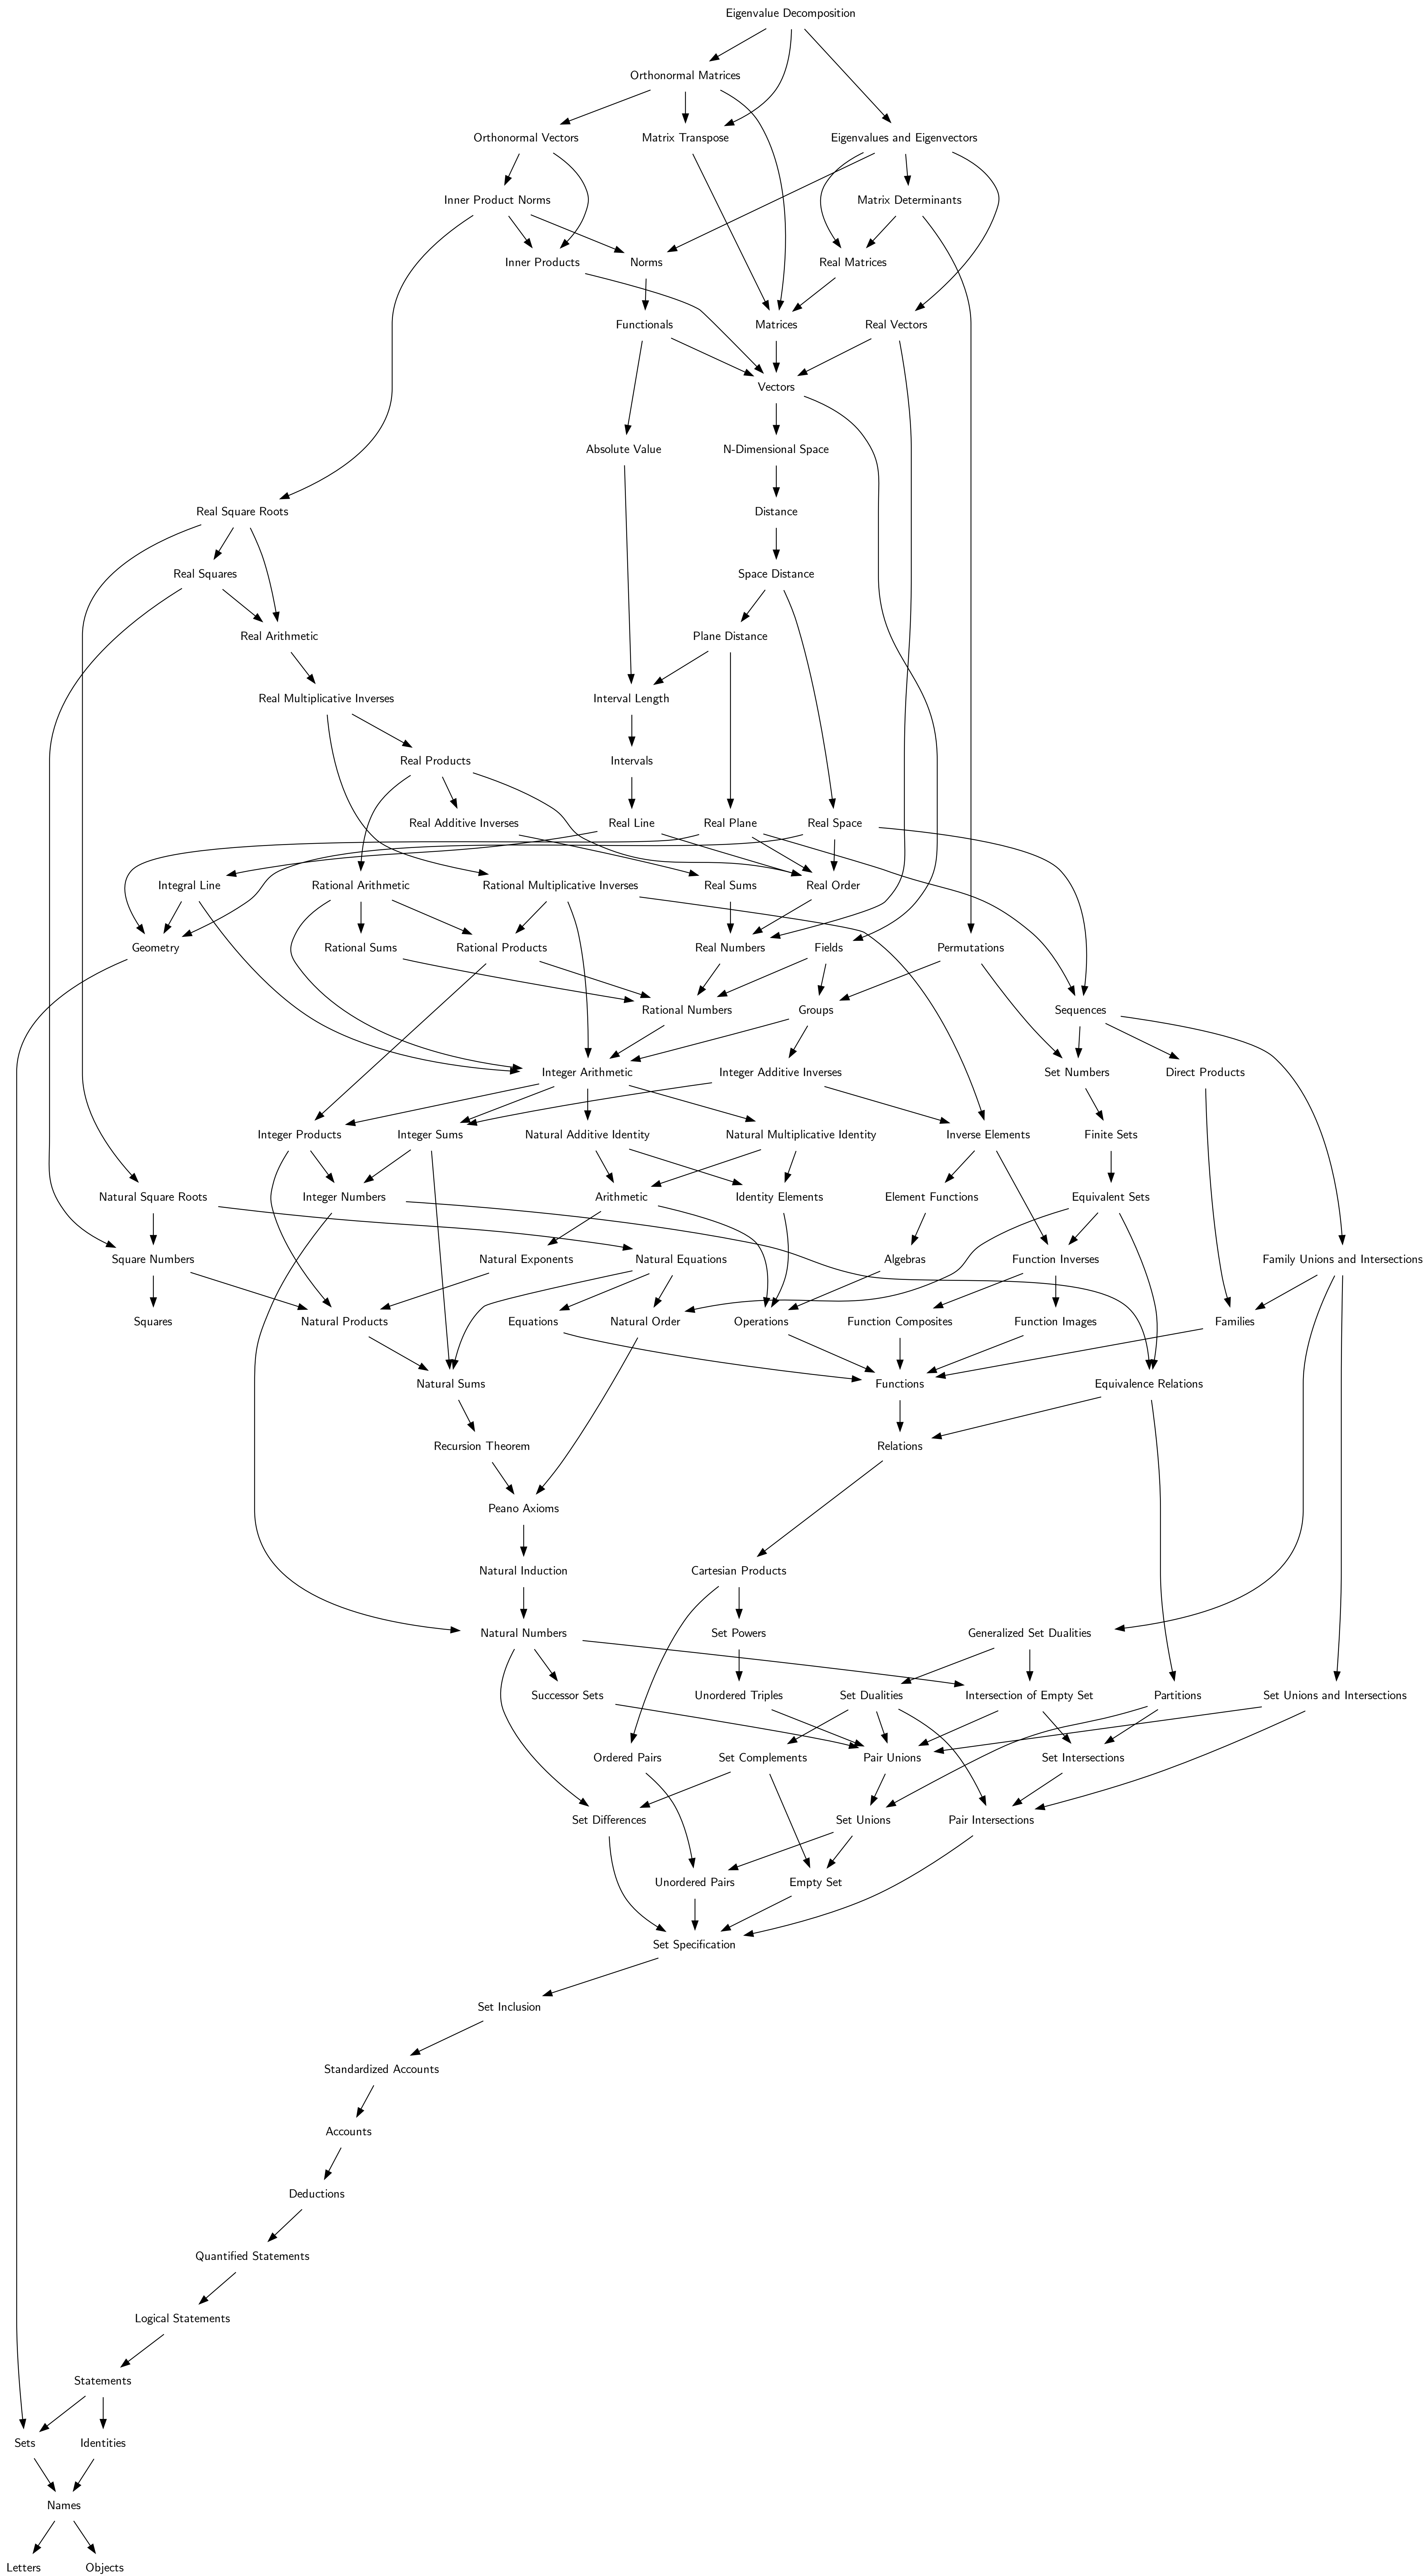 Eigenvalue Decomposition
Orthonormal Matrices
Orthonormal Vectors
Matrix Transpose
Eigenvalues and Eigenvectors
Inner Product Norms
Matrix Determinants
Inner Products
Norms
Real Matrices
Functionals
Matrices
Real Vectors
Vectors
Absolute Value
N-Dimensional Space
Real Square Roots
Distance
Real Squares
Space Distance
Real Arithmetic
Plane Distance
Real Multiplicative Inverses
Interval Length
Real Products
Intervals
Real Additive Inverses
Real Line
Real Plane
Real Space
Integral Line
Rational Arithmetic
Rational Multiplicative Inverses
Real Sums
Real Order
Geometry
Rational Sums
Rational Products
Real Numbers
Fields
Permutations
Rational Numbers
Groups
Sequences
Integer Arithmetic
Integer Additive Inverses
Set Numbers
Direct Products
Integer Products
Integer Sums
Natural Additive Identity
Natural Multiplicative Identity
Inverse Elements
Finite Sets
Natural Square Roots
Integer Numbers
Arithmetic
Identity Elements
Element Functions
Equivalent Sets
Square Numbers
Natural Exponents
Natural Equations
Algebras
Function Inverses
Family Unions and Intersections
Squares
Natural Products
Equations
Natural Order
Operations
Function Composites
Function Images
Families
Natural Sums
Functions
Equivalence Relations
Recursion Theorem
Relations
Peano Axioms
Natural Induction
Cartesian Products
Natural Numbers
Set Powers
Generalized Set Dualities
Successor Sets
Unordered Triples
Set Dualities
Intersection of Empty Set
Partitions
Set Unions and Intersections
Ordered Pairs
Set Complements
Pair Unions
Set Intersections
Set Differences
Set Unions
Pair Intersections
Unordered Pairs
Empty Set
Set Specification
Set Inclusion
Standardized Accounts
Accounts
Deductions
Quantified Statements
Logical Statements
Statements
Sets
Identities
Names
Letters
Objects